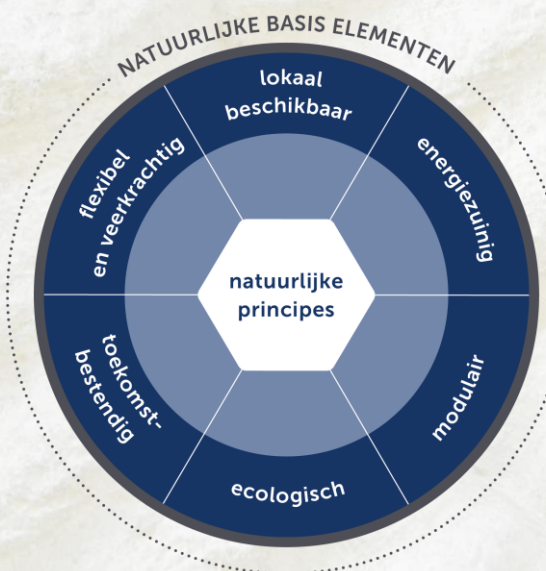 NATUURLIJKE BASIS ELEMENTEN
lokaal
beschikbaar
energiezuinig
modulair
ecologisch
toekomst-
bestendig
flexibel
en veerkrachtig
natuurlijke
principes